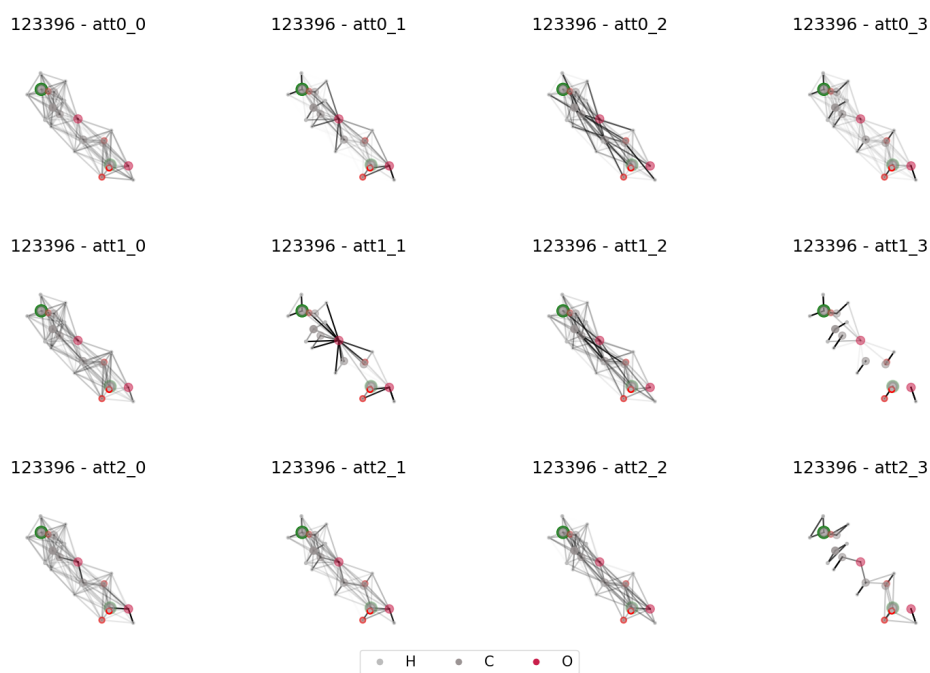 123396 - att0_0 123396 - att0_1 123396 - att0_2 123396 - att0_3
123396 - att1_0 123396 - att1_1 123396 - att1_2 123396 - att1_3
123396 - att2_0 123396 - att2_1 123396 - att2_2 123396 - att2_3
H C O